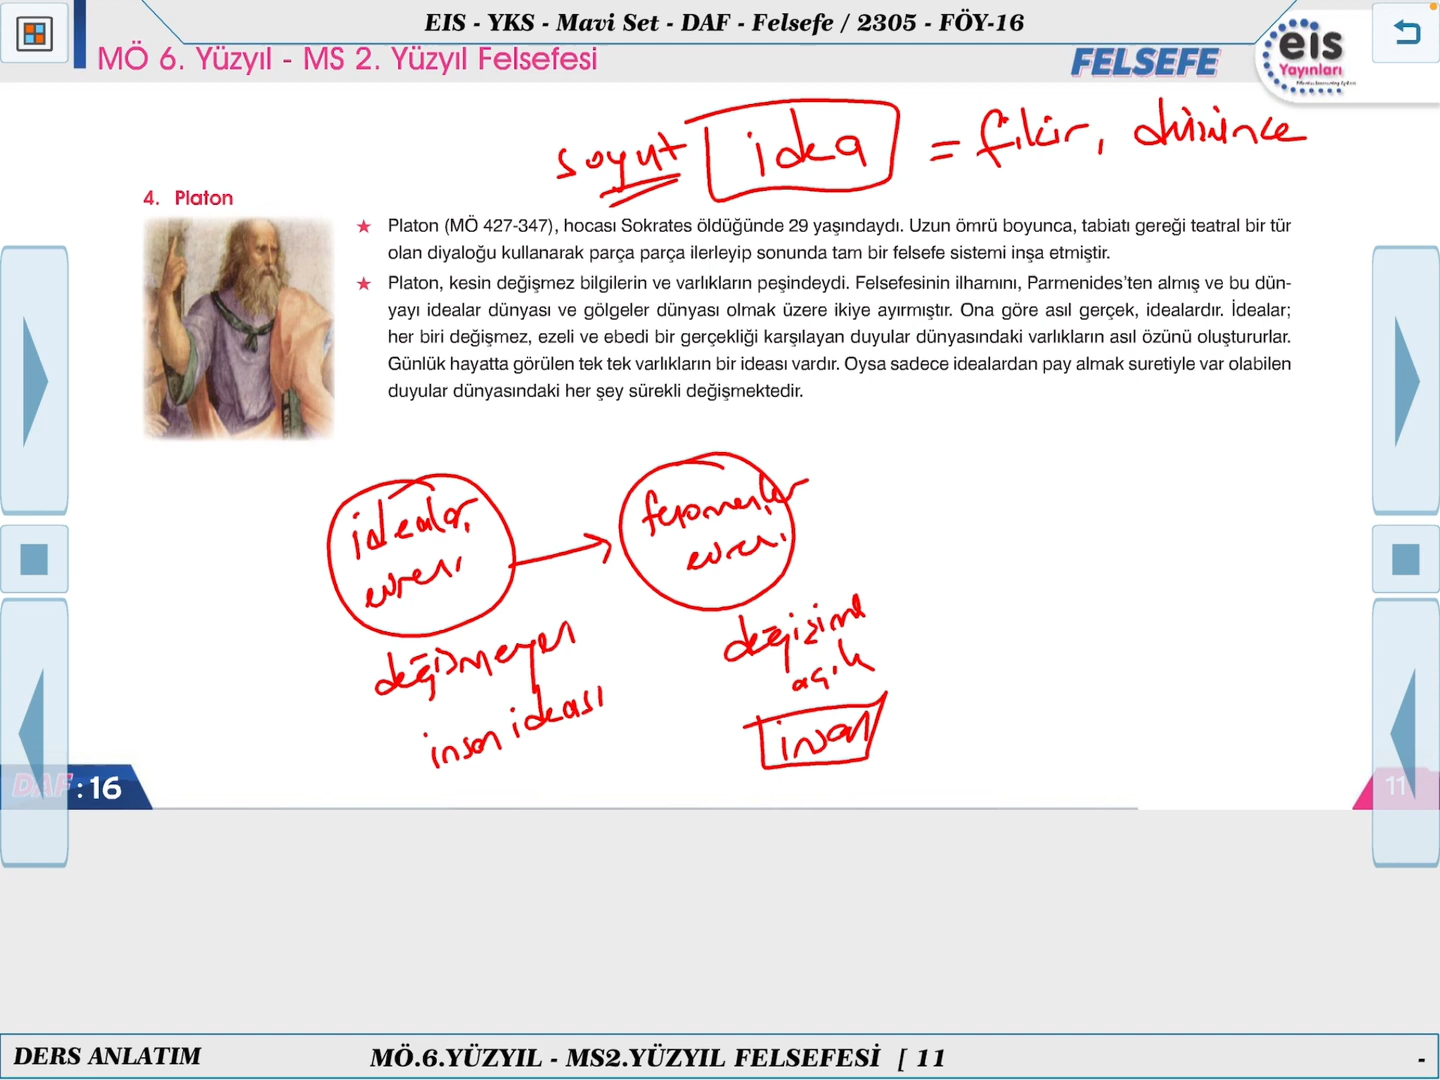 EIS - YKS - Mavi Set - DAF - Felsefe / 2305 - FÖY-16
MÖ 6. Yüzyıl - MS 2. Yüzyıl Felsefesi
FELSEFE
eis
Yayınları
soyut idea = fikir, düşünce
4. Platon
★ Platon (MÖ 427-347), hocası Sokrates öldüğünde 29 yaşındaydı. Uzun ömrü boyunca, tabiatı gereği teatral bir tür
olan diyaloğu kullanarak parça parça ilerleyip sonunda tam bir felsefe sistemi inşa etmiştir.
★ Platon, kesin değişmez bilgilerin ve varlıkların peşindeydi. Felsefesinin ilhamını, Parmenides'ten almış ve bu dün-
yayı idealar dünyası ve gölgeler dünyası olmak üzere ikiye ayırmıştır. Ona göre asıl gerçek, idealardır. İdealar;
her biri değişmez, ezeli ve ebedi bir gerçekliği karşılayan duyular dünyasındaki varlıkların asıl özünü oluştururlar.
Günlük hayatta görülen tek tek varlıkların bir ideası vardır. Oysa sadece idealardan pay almak suretiyle var olabilen
duyular dünyasındaki her şey sürekli değişmektedir.
idealar
evreni
fenomenler
evreni
değişmeyen
insan ideası
değişime
açık
insan
DAF : 16
11
DERS ANLATIM
MÖ.6.YÜZYIL - MS2.YÜZYIL FELSEFESİ [ 11
-